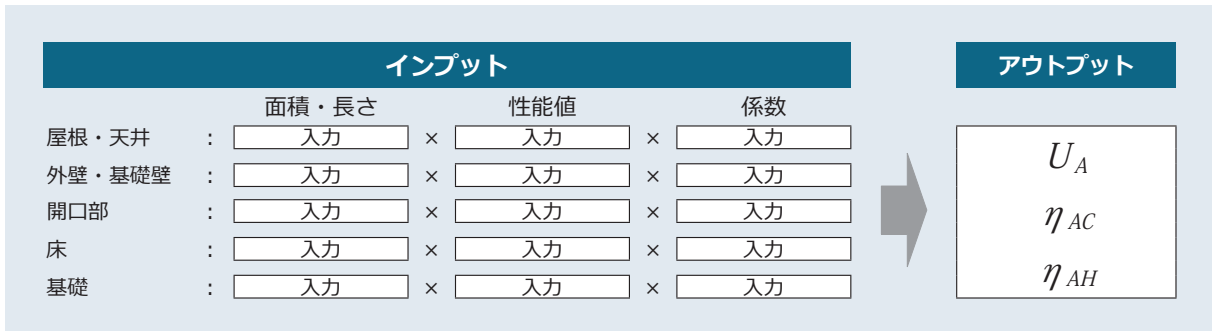 インプット
アウトプット
面積・長さ 性能値 係数
屋根・天井 : 入力 × 入力 × 入力
外壁・基礎壁 : 入力 × 入力 × 入力
開口部 : 入力 × 入力 × 入力
床 : 入力 × 入力 × 入力
基礎 : 入力 × 入力 × 入力
U_A
η_AC
η_AH